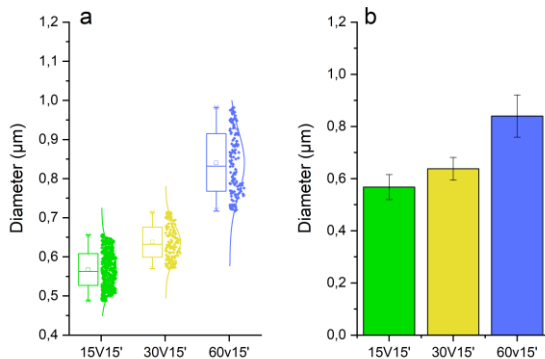 a
Diameter (μm)
1,2
1,1
1,0
0,9
0,8
0,7
0,6
0,5
0,4
15V15'
30V15'
60v15'
b
Diameter (μm)
1,2
1,0
0,8
0,6
0,4
0,2
0,0
15V15'
30V15'
60V15'